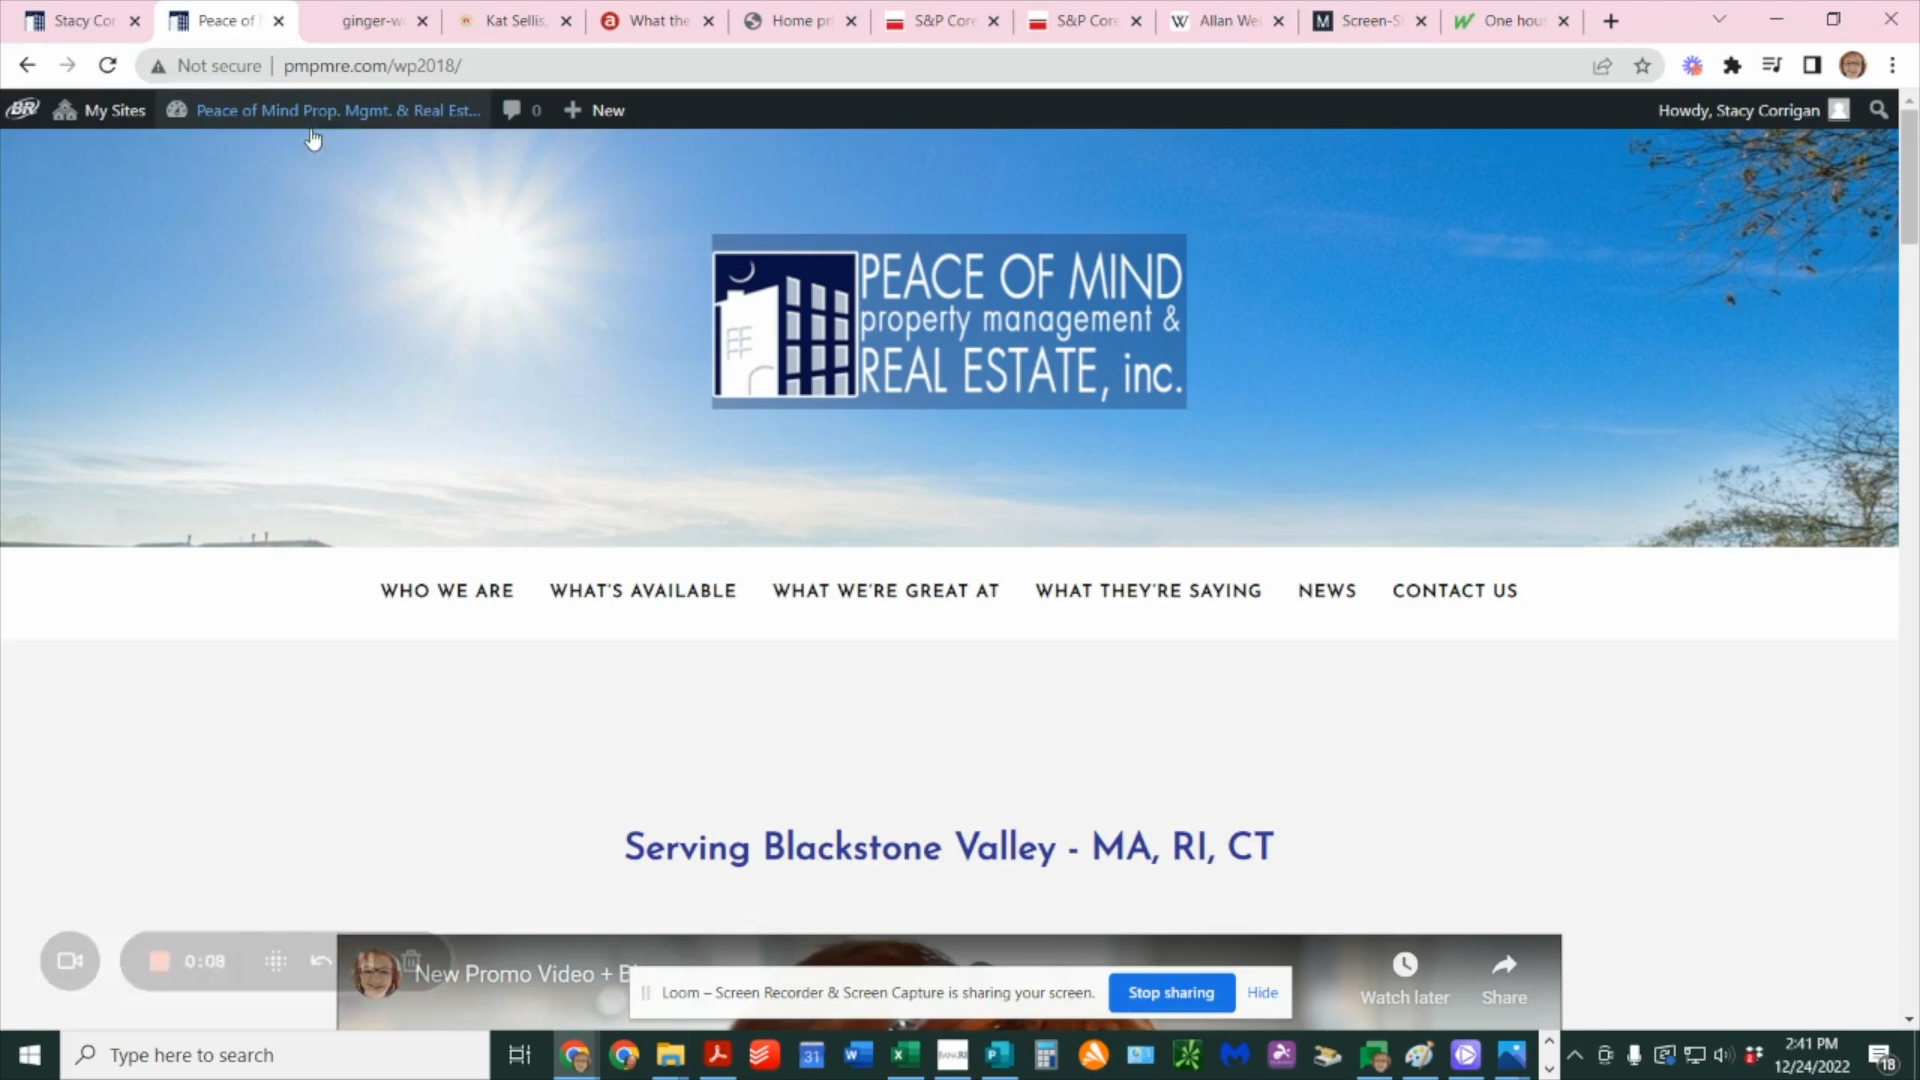 Stacy Cor
Peace of
ginger-w
Kat Sellis,
What the
Home pri
S&P Core
S&P Core
Allan Wei
Screen-S
One hous
Not secure | pmpmre.com/wp2018/
My Sites
Peace of Mind Prop. Mgmt. & Real Est...
0
New
Howdy, Stacy Corrigan
PEACE OF MIND
property management &
REAL ESTATE, inc.
WHO WE ARE
WHAT'S AVAILABLE
WHAT WE'RE GREAT AT
WHAT THEY'RE SAYING
NEWS
CONTACT US
Serving Blackstone Valley - MA, RI, CT
0:08
New Promo Video + B
Loom – Screen Recorder & Screen Capture is sharing your screen.
Stop sharing
Hide
Watch later
Share
Type here to search
31
2:41 PM
12/24/2022
18